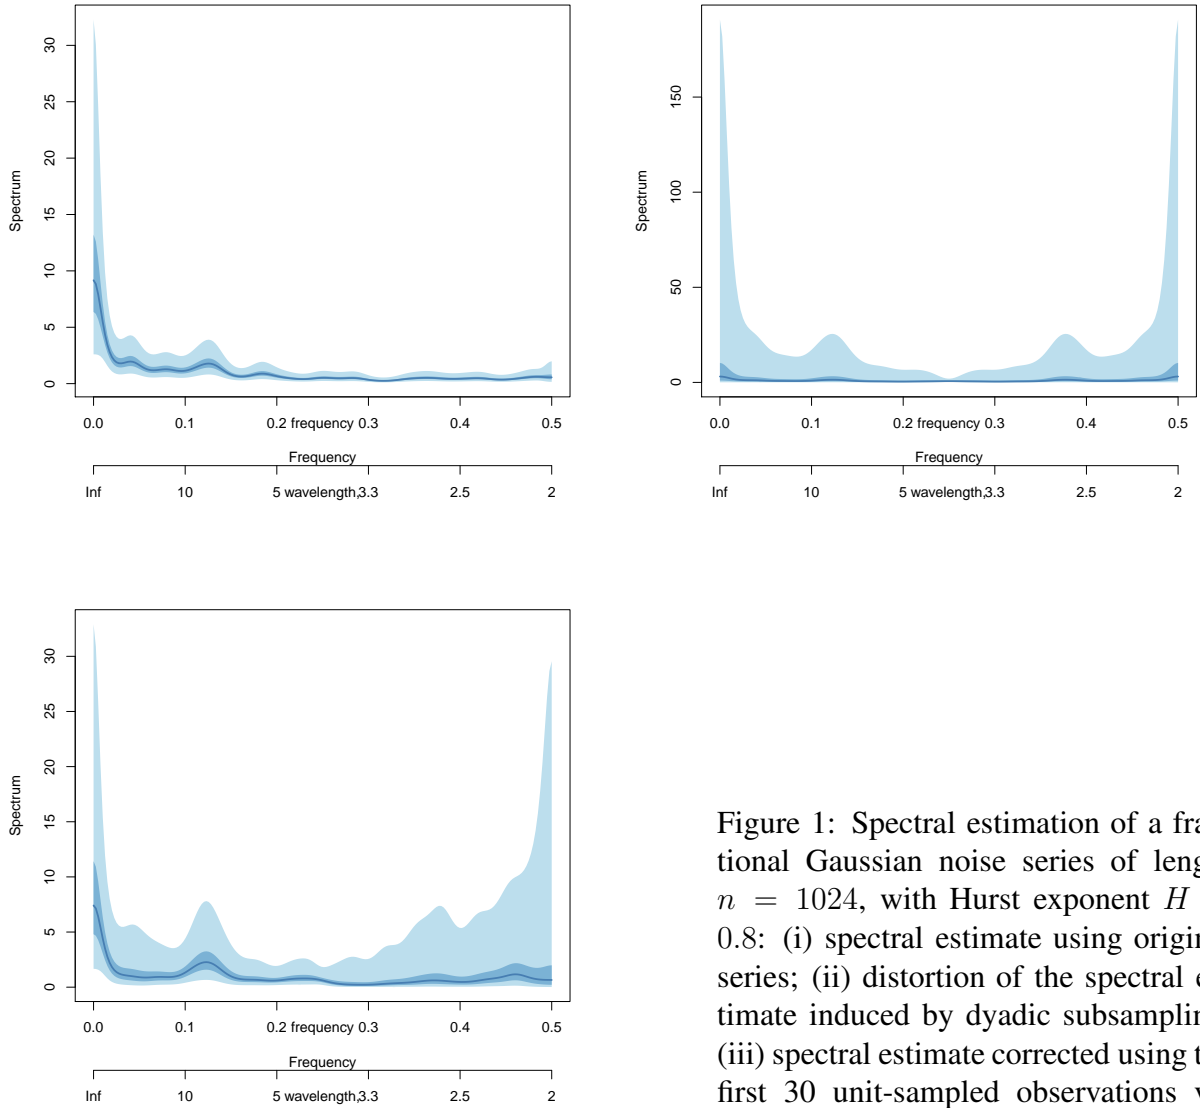 30
25
20
15
10
5
0
Spectrum
0.0 0.1 0.2 frequency 0.3 0.4 0.5
Frequency
Inf 10 5 wavelength,3.3 2.5 2
150
100
50
0
Spectrum
0.0 0.1 0.2 frequency 0.3 0.4 0.5
Frequency
Inf 10 5 wavelength,3.3 2.5 2
30
25
20
15
10
5
0
Spectrum
0.0 0.1 0.2 frequency 0.3 0.4 0.5
Frequency
Inf 10 5 wavelength,3.3 2.5 2
Figure 1: Spectral estimation of a fra
tional Gaussian noise series of leng
n = 1024, with Hurst exponent H
0.8: (i) spectral estimate using origin
series; (ii) distortion of the spectral e
timate induced by dyadic subsamplin
(iii) spectral estimate corrected using t
first 30 unit-sampled observations v